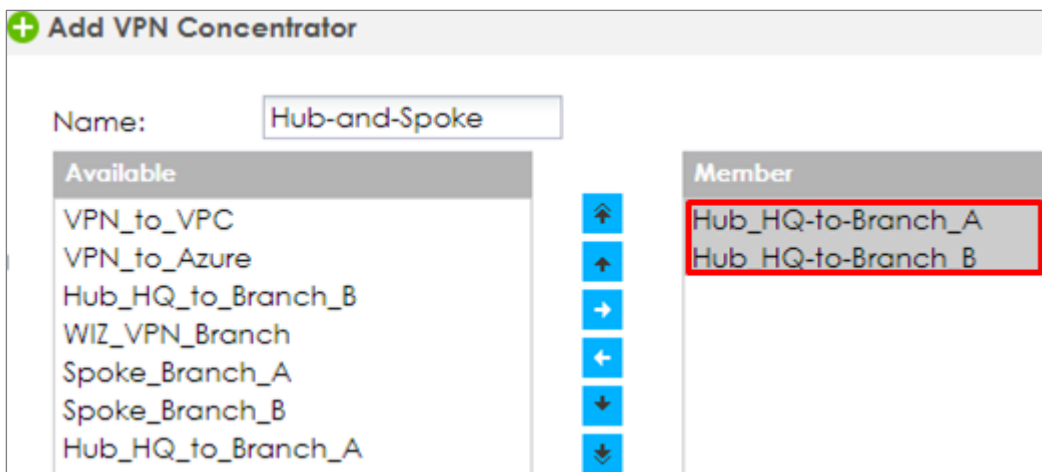 Add VPN Concentrator
Name: Hub-and-Spoke
Available
VPN_to_VPC
VPN_to_Azure
Hub_HQ_to_Branch_B
WIZ_VPN_Branch
Spoke_Branch_A
Spoke_Branch_B
Hub_HQ_to_Branch_A
Member
Hub_HQ-to-Branch_A
Hub_HQ-to-Branch_B